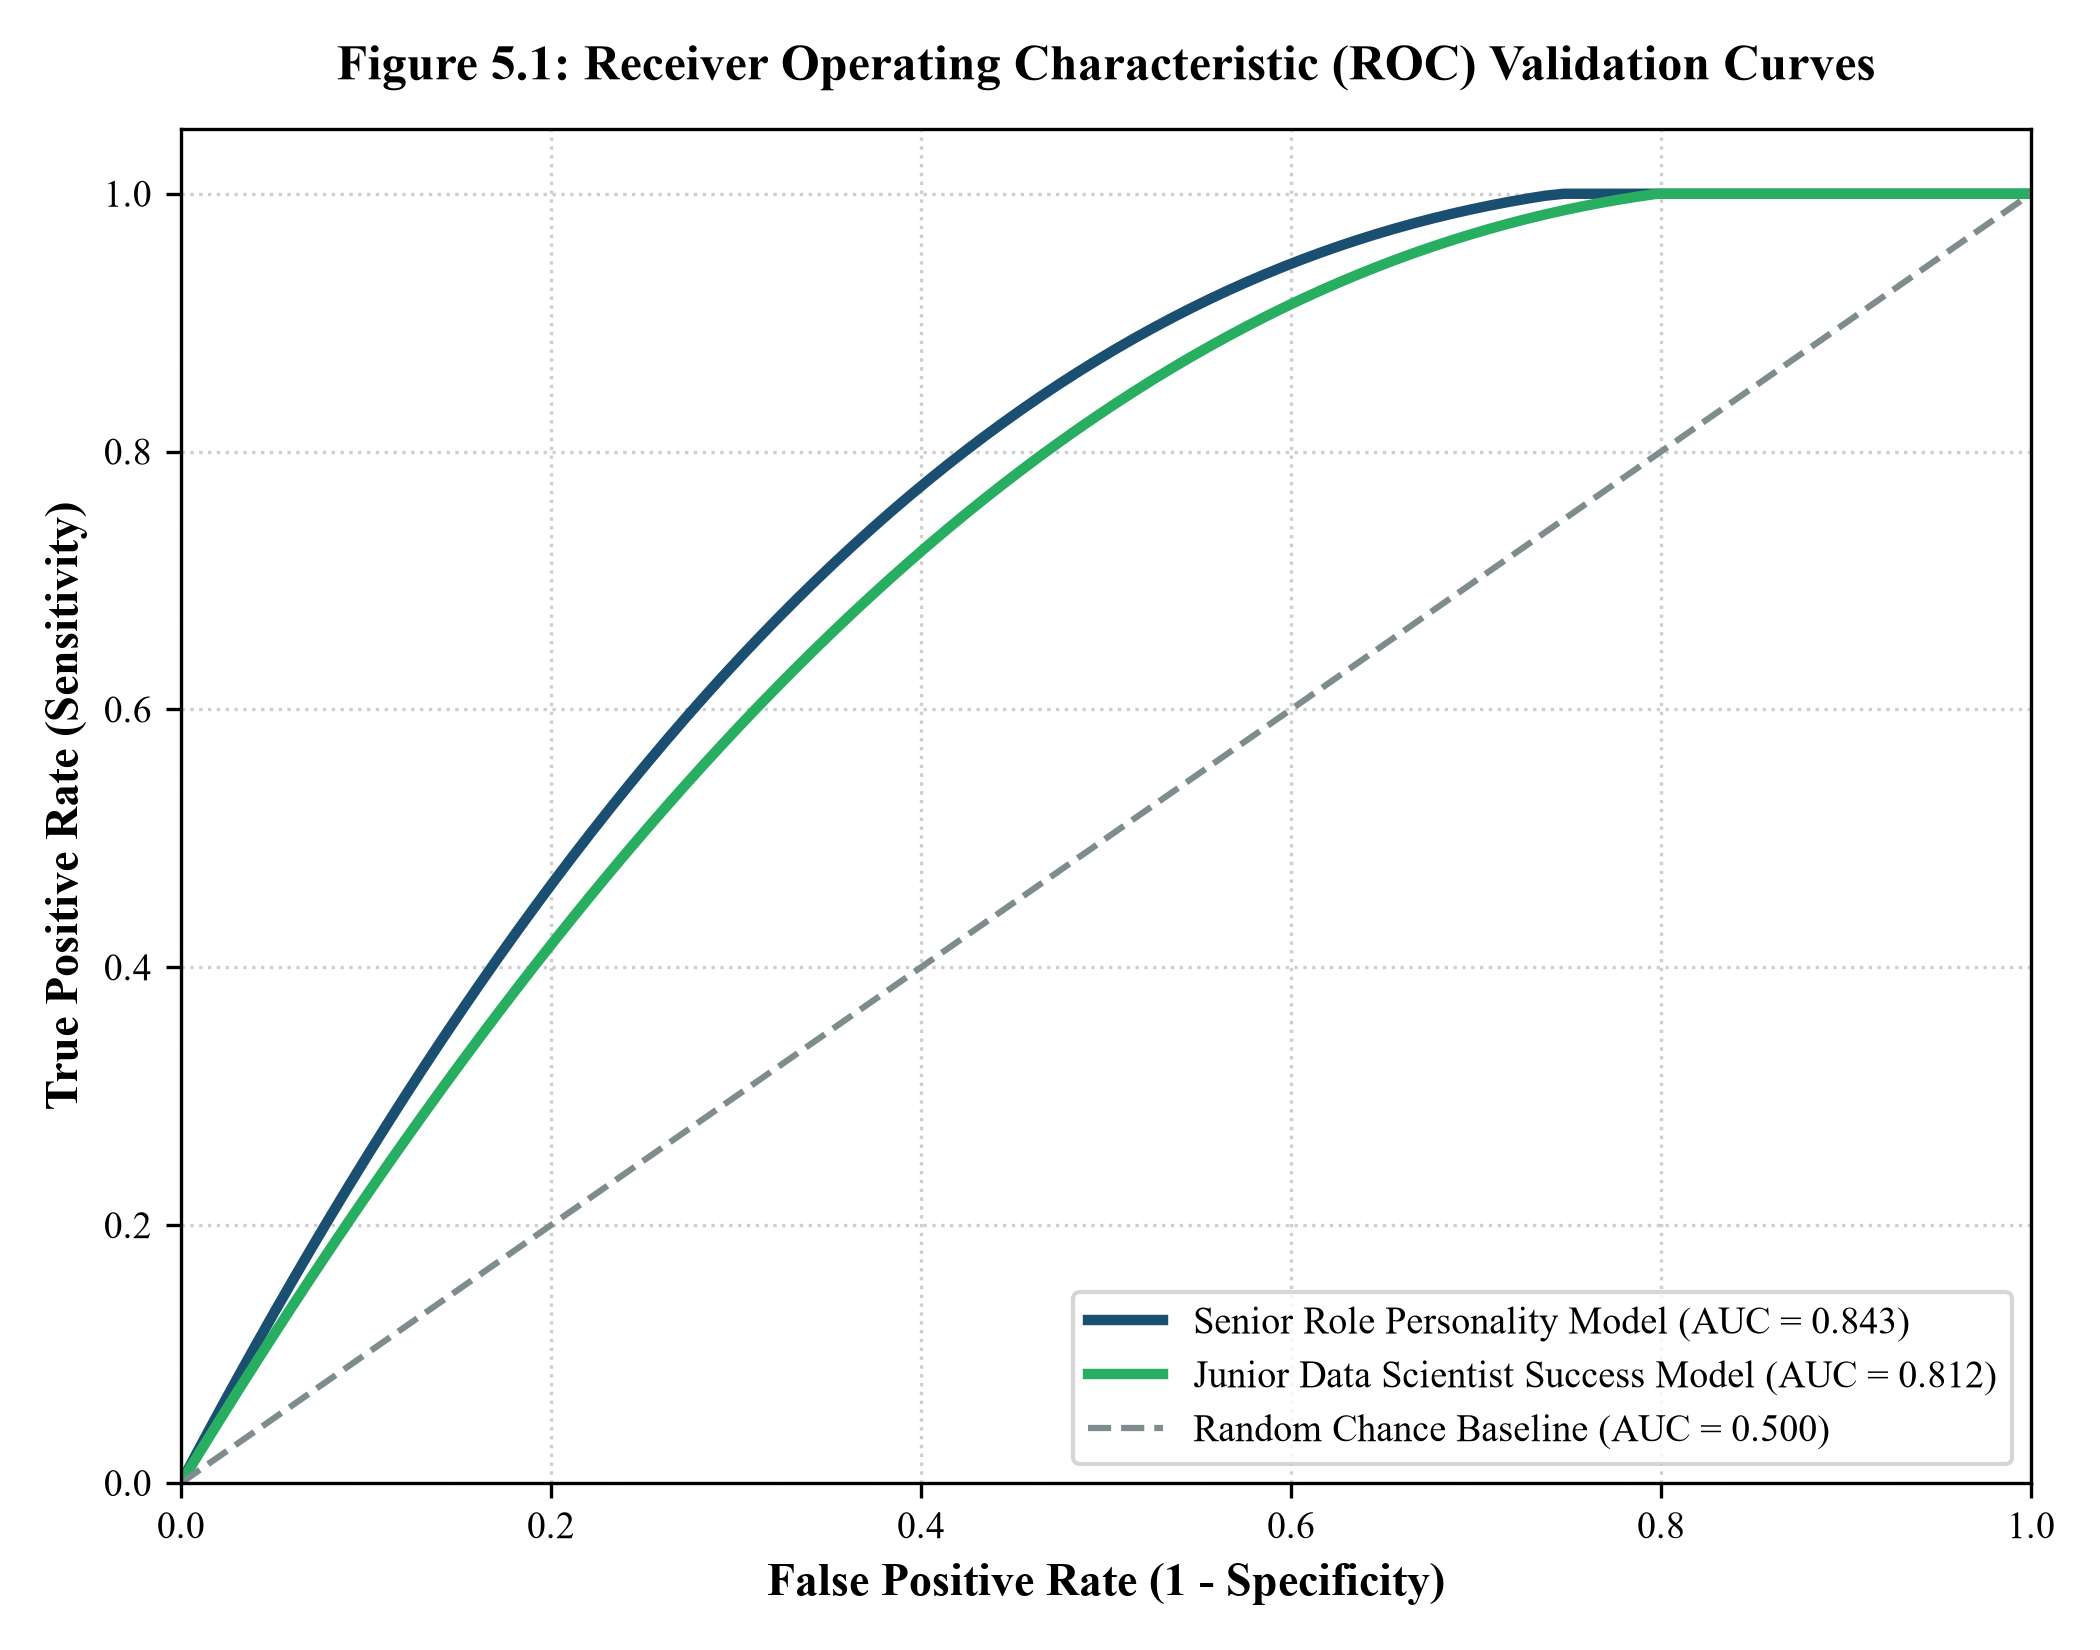 Figure 5.1: Receiver Operating Characteristic (ROC) Validation Curves
True Positive Rate (Sensitivity)
1.0
0.8
0.6
0.4
0.2
0.0
0.0 0.2 0.4 0.6 0.8 1.0
False Positive Rate (1 - Specificity)
Senior Role Personality Model (AUC = 0.843)
Junior Data Scientist Success Model (AUC = 0.812)
Random Chance Baseline (AUC = 0.500)